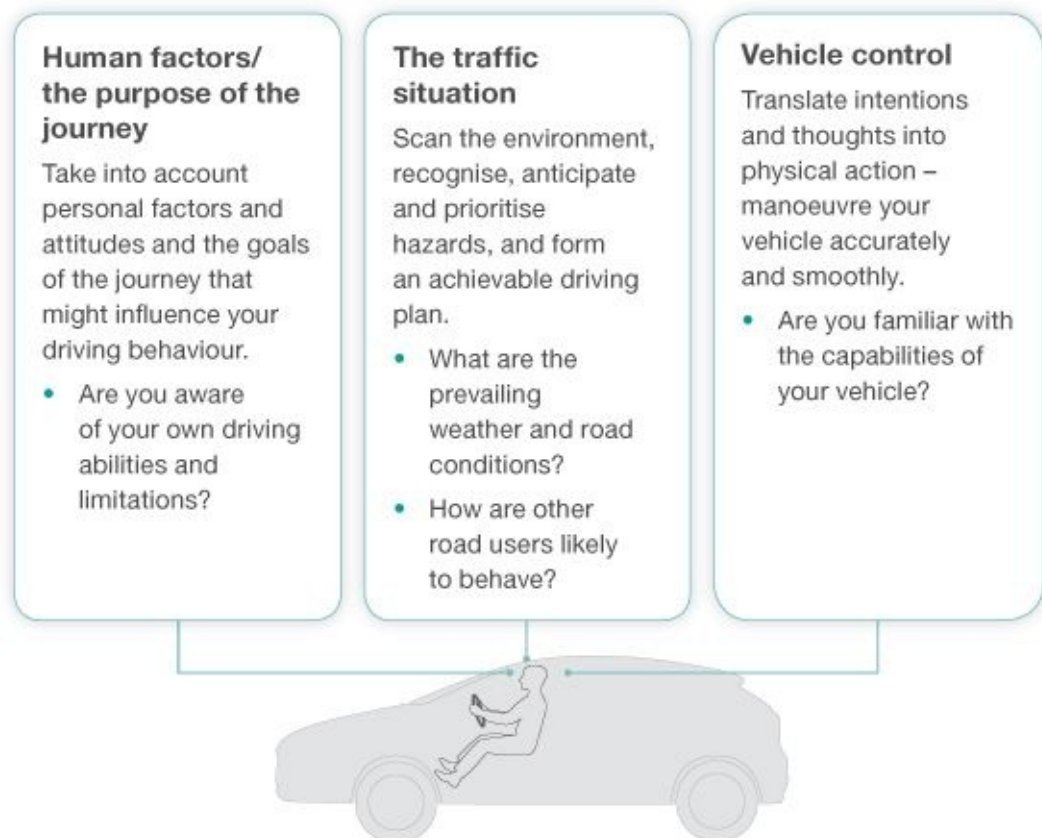 Human factors/
the purpose of the
journey
Take into account
personal factors and
attitudes and the goals
of the journey that
might influence your
driving behaviour.
• Are you aware
of your own driving
abilities and
limitations?
The traffic
situation
Scan the environment,
recognise, anticipate
and prioritise
hazards, and form
an achievable driving
plan.
• What are the
prevailing
weather and road
conditions?
• How are other
road users likely
to behave?
Vehicle control
Translate intentions
and thoughts into
physical action –
manoeuvre your
vehicle accurately
and smoothly.
• Are you familiar with
the capabilities of
your vehicle?